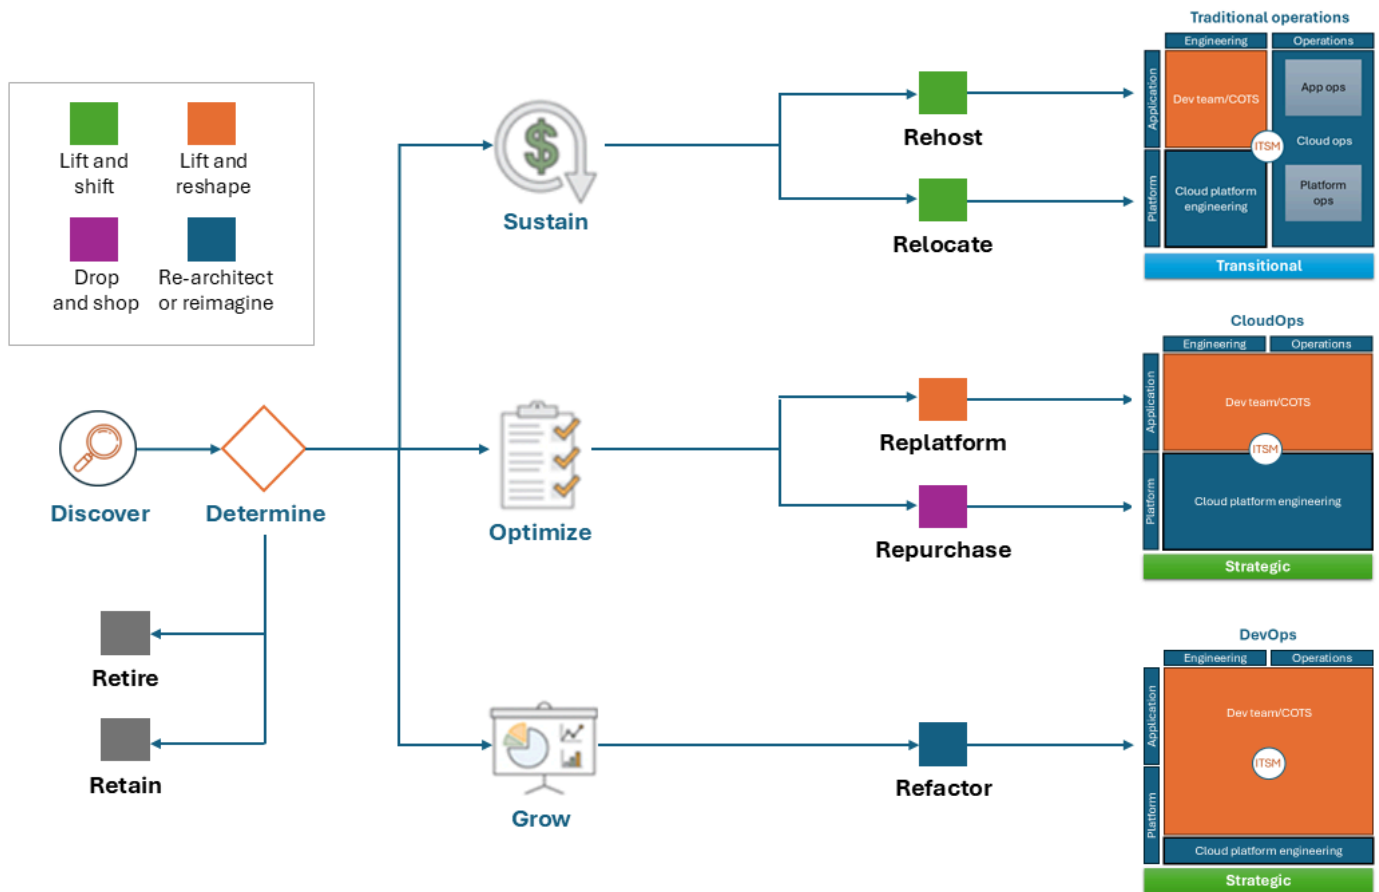 Lift and
shift
Lift and
reshape
Drop
and shop
Re-architect
or reimagine
Discover
Determine
Retire
Retain
Sustain
Optimize
Grow
Rehost
Relocate
Replatform
Repurchase
Refactor
Traditional operations
Engineering
Operations
Application
Platform
Dev team/COTS
App ops
ITSM
Cloud ops
Cloud platform
engineering
Platform
ops
Transitional
CloudOps
Engineering
Operations
Application
Platform
Dev team/COTS
ITSM
Cloud platform engineering
Strategic
DevOps
Engineering
Operations
Application
Platform
Dev team/COTS
ITSM
Cloud platform engineering
Strategic